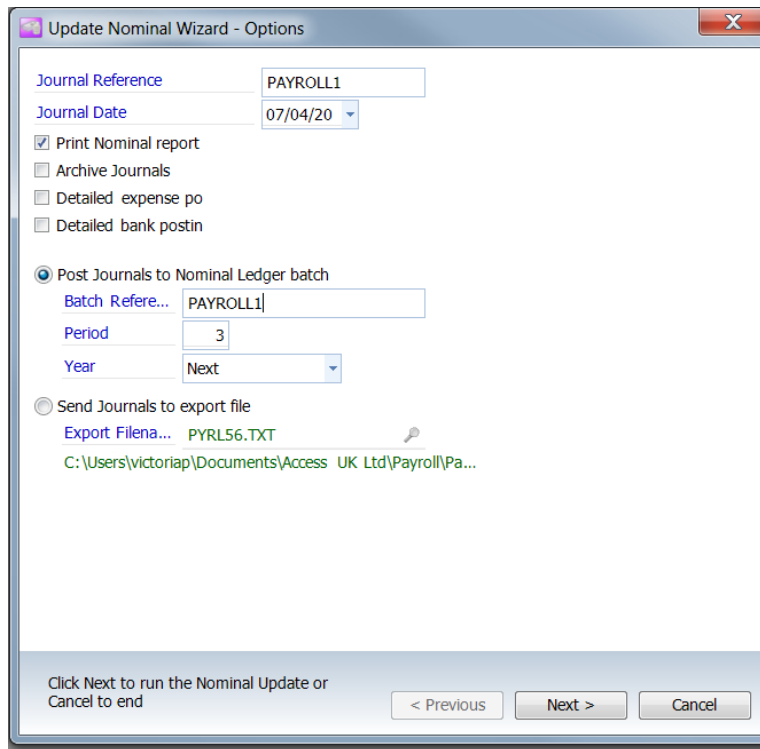 Update Nominal Wizard - Options
Journal Reference PAYROLL1
Journal Date 07/04/20
Print Nominal report
Archive Journals
Detailed expense po
Detailed bank postin
Post Journals to Nominal Ledger batch
Batch Refere... PAYROLL1
Period 3
Year Next
Send Journals to export file
Export Filena... PYRL56.TXT
C:\Users\victoriap\Documents\Access UK Ltd\Payroll\Pa...
Click Next to run the Nominal Update or
Cancel to end
< Previous Next > Cancel